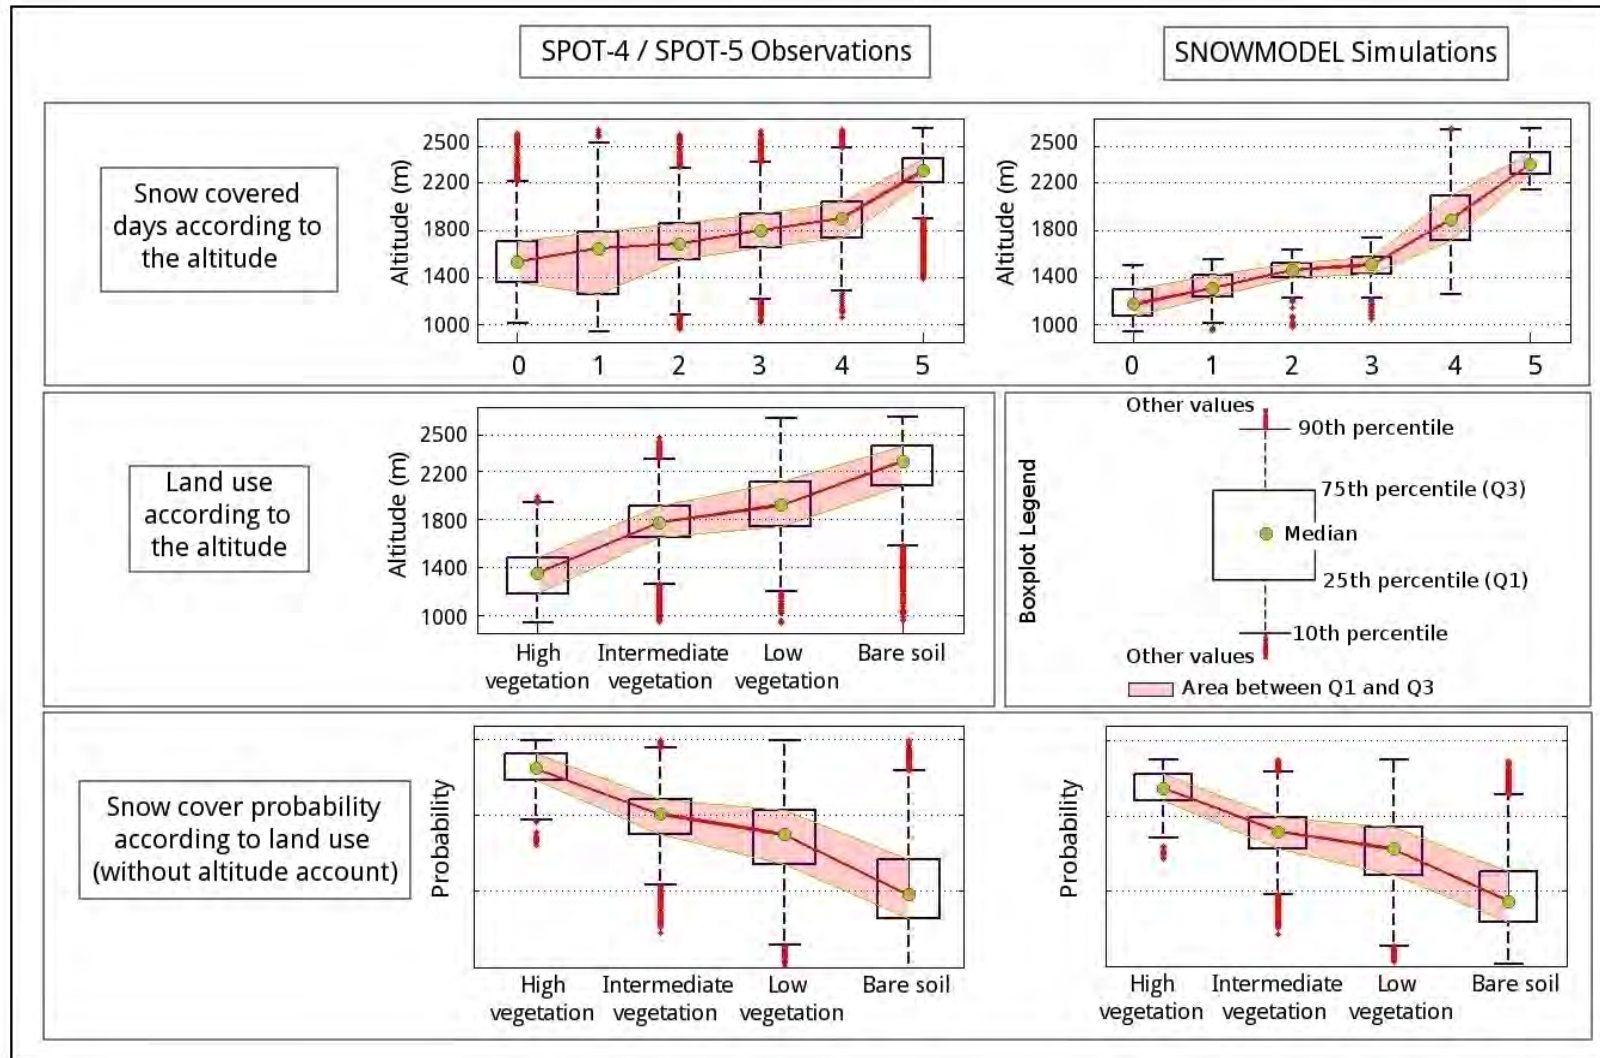 SPOT-4 / SPOT-5 Observations
SNOWMODEL Simulations
Snow covered
days according to
the altitude
Altitude (m)
2500
2200
1800
1400
1000
0 1 2 3 4 5
Altitude (m)
2500
2200
1800
1400
1000
0 1 2 3 4 5
Land use
according to
the altitude
Altitude (m)
2500
2200
1800
1400
1000
High Intermediate Low Bare soil
vegetation vegetation vegetation
Boxplot Legend
Other values
90th percentile
75th percentile (Q3)
Median
25th percentile (Q1)
10th percentile
Other values
Area between Q1 and Q3
Snow cover probability
according to land use
(without altitude account)
Probability
High Intermediate Low Bare soil
vegetation vegetation vegetation
Probability
High Intermediate Low Bare soil
vegetation vegetation vegetation